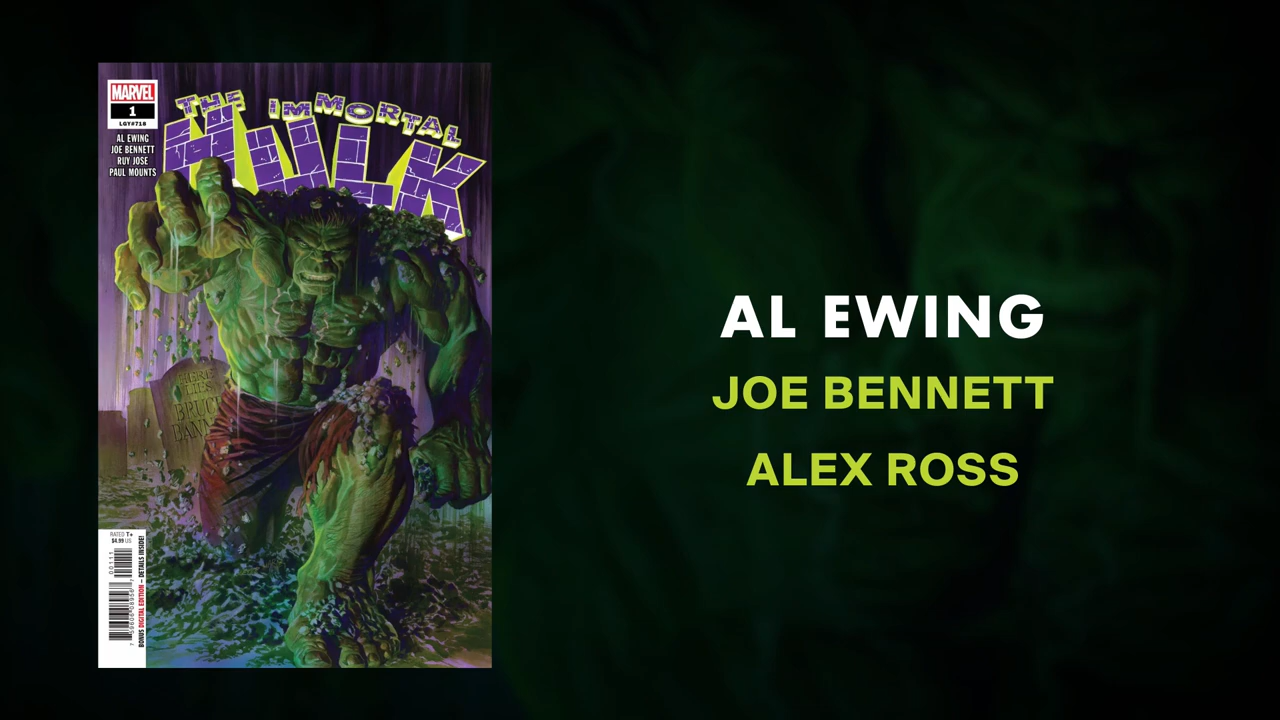 MARVEL
1
LGY#718
AL EWING
JOE BENNETT
RUY JOSE
PAUL MOUNTS
THE IMMORTAL
HULK
HERE
LIES
BRUCE
BANN
RATED T+
$4.99 US
BONUS DIGITAL EDITION – DETAILS INSIDE!
AL EWING
JOE BENNETT
ALEX ROSS